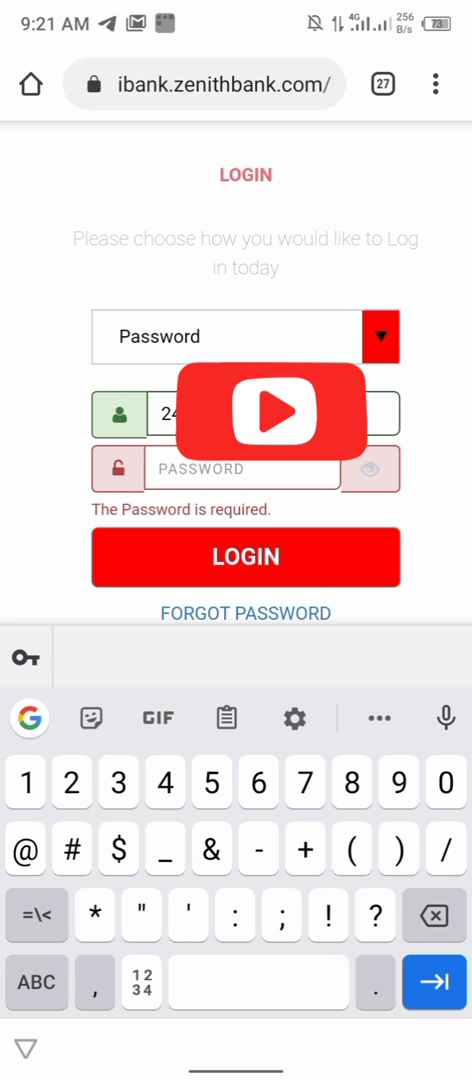 9:21 AM
4G
256
B/s
73
ibank.zenithbank.com/
27
LOGIN
Please choose how you would like to Log
in today
Password
24
PASSWORD
The Password is required.
LOGIN
FORGOT PASSWORD
G
GIF
1 2 3 4 5 6 7 8 9 0
@ # $ _ & - + ( ) /
=\< * " ' : ; ! ?
ABC , 12 .
34